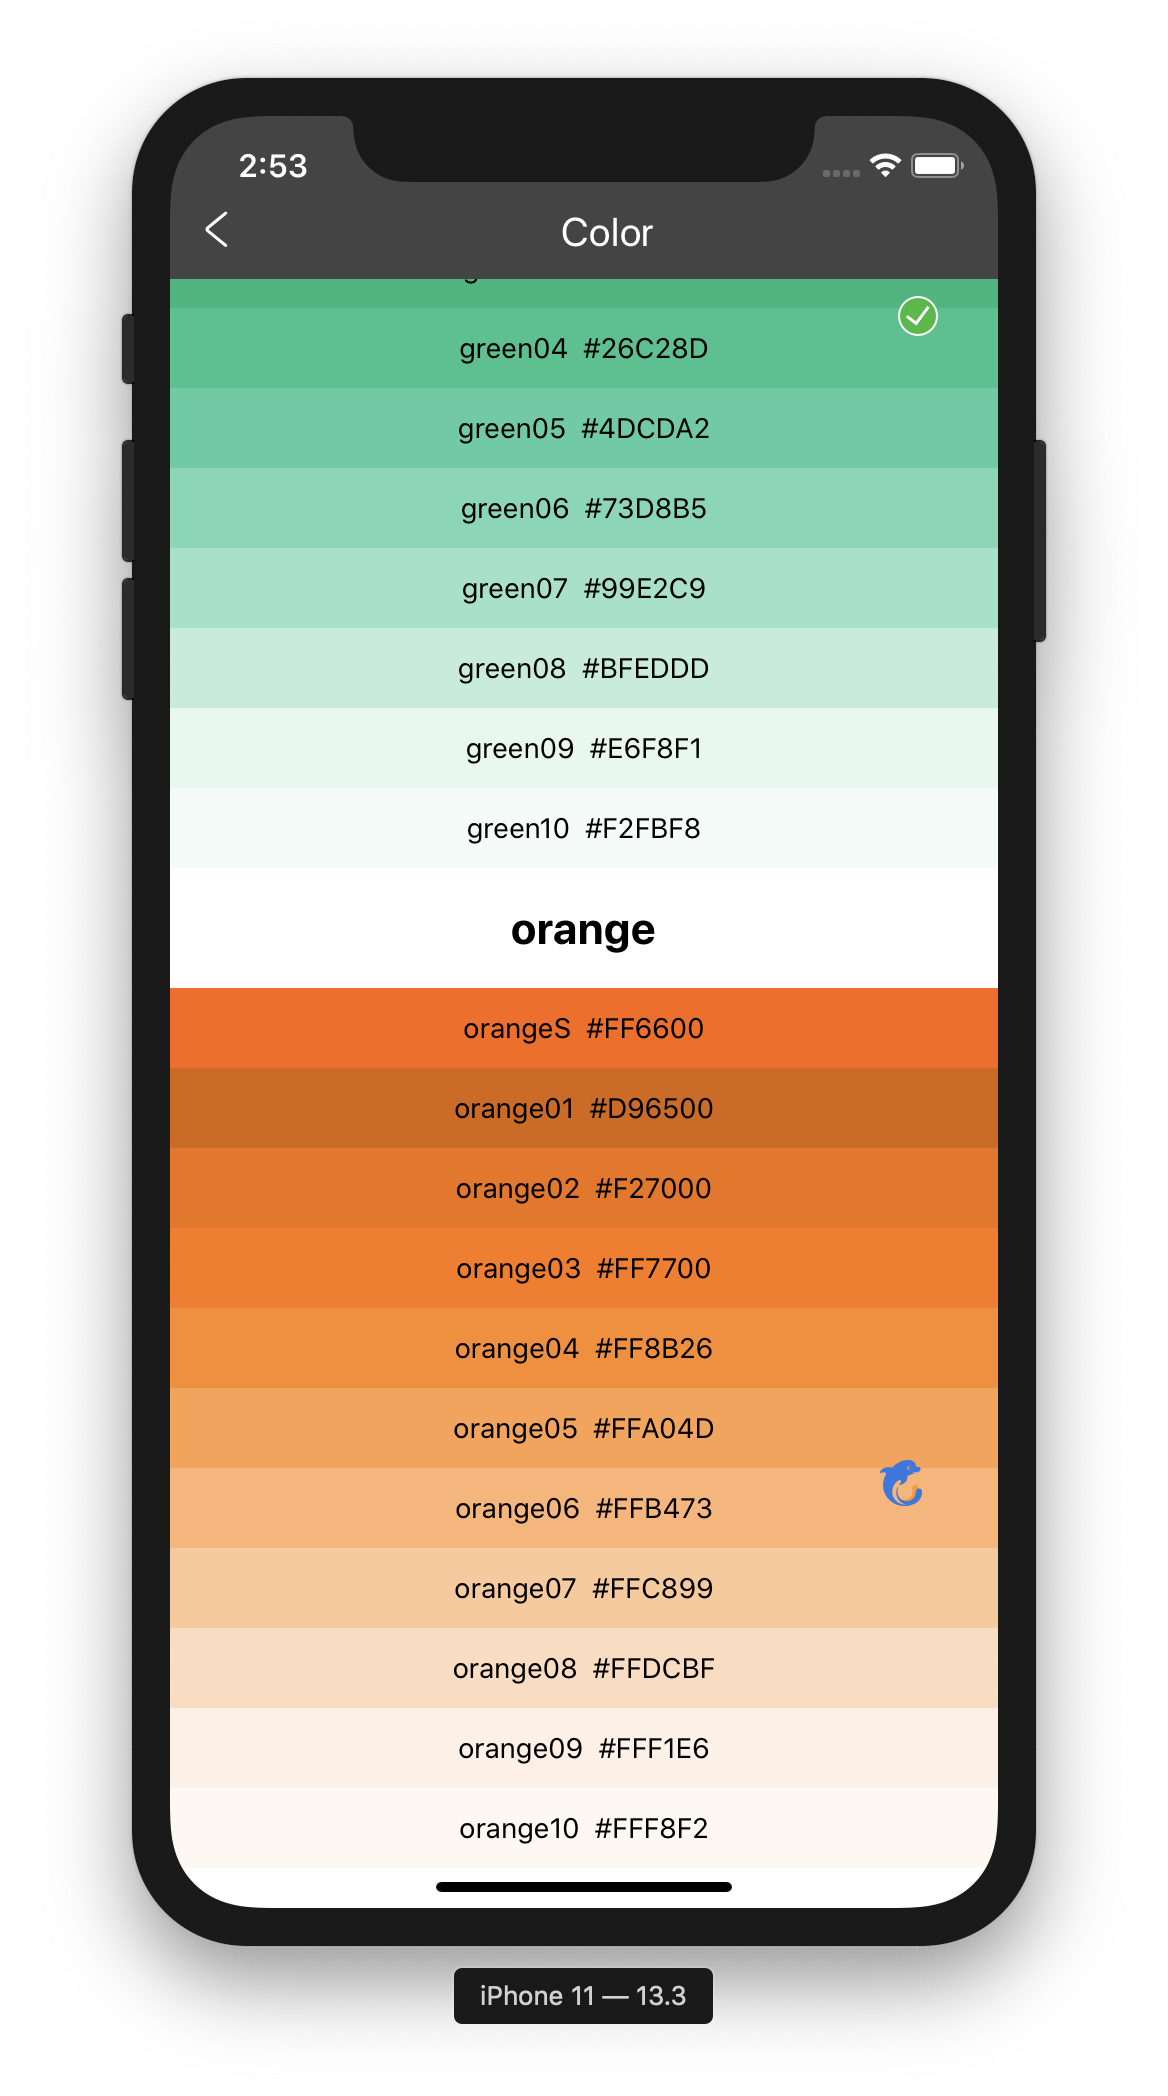 2:53
Color
green04 #26C28D
green05 #4DCDA2
green06 #73D8B5
green07 #99E2C9
green08 #BFEDDD
green09 #E6F8F1
green10 #F2FBF8
orange
orangeS #FF6600
orange01 #D96500
orange02 #F27000
orange03 #FF7700
orange04 #FF8B26
orange05 #FFA04D
orange06 #FFB473
orange07 #FFC899
orange08 #FFDCBF
orange09 #FFF1E6
orange10 #FFF8F2
iPhone 11 — 13.3